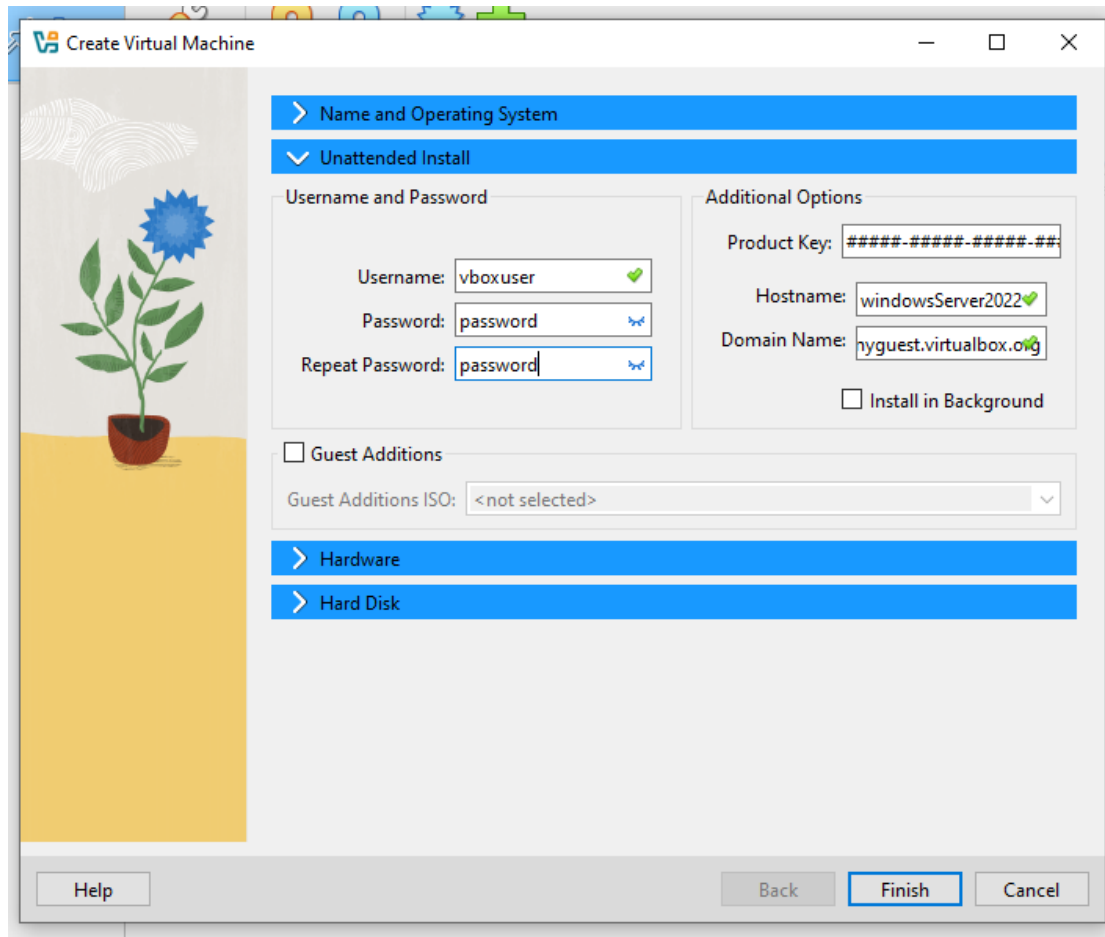 Create Virtual Machine
Name and Operating System
Unattended Install
Username and Password
Username: vboxuser
Password: password
Repeat Password: password
Additional Options
Product Key: #####-#####-#####-###
Hostname: windowsServer2022
Domain Name: nyguest.virtualbox.org
Install in Background
Guest Additions
Guest Additions ISO: <not selected>
Hardware
Hard Disk
Help
Back
Finish
Cancel